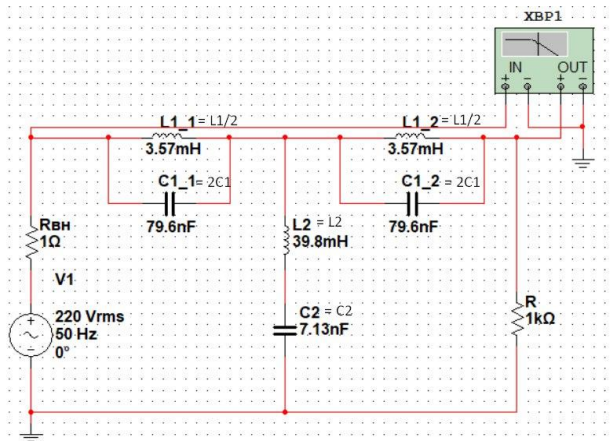 XBP1
IN OUT
+ − + −
L1_1 = L1/2
3.57mH
L1_2 = L1/2
3.57mH
C1_1 = 2C1
79.6nF
C1_2 = 2C1
79.6nF
Rвн
1Ω
L2 = L2
39.8mH
V1
220 Vrms
50 Hz
0°
C2 = C2
7.13nF
R
1kΩ